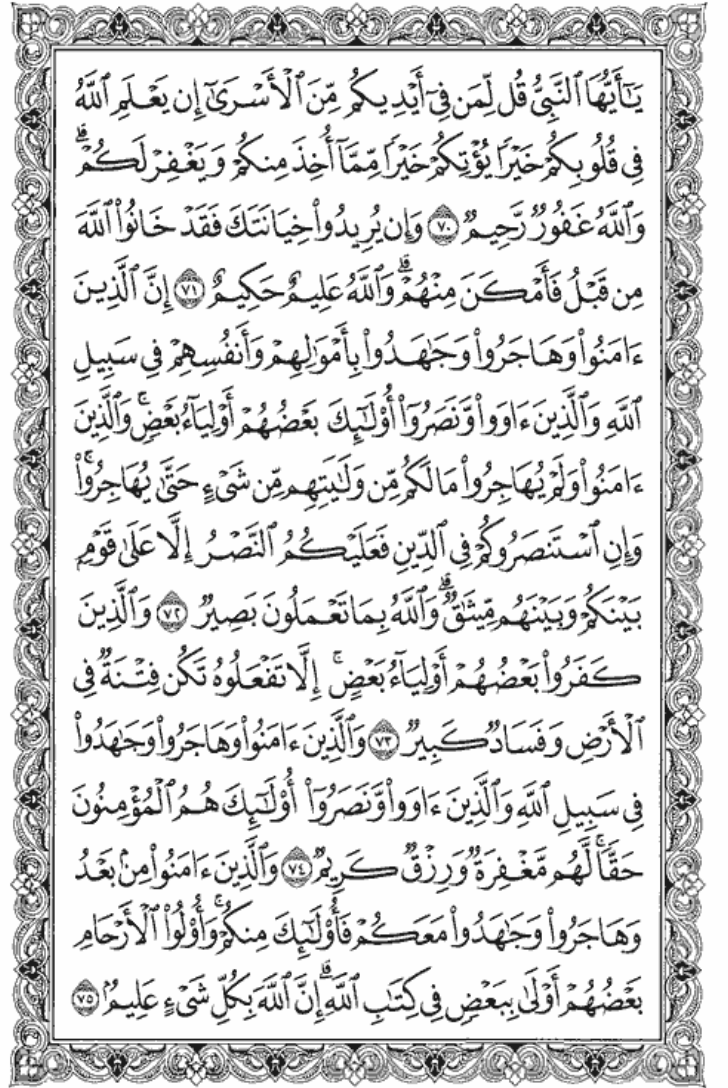 يَٰٓأَيُّهَا ٱلنَّبِيُّ قُل لِّمَن فِيٓ أَيۡدِيكُم مِّنَ ٱلۡأَسۡرَىٰٓ إِن يَعۡلَمِ ٱللَّهُ
فِي قُلُوبِكُمۡ خَيۡرٗا يُؤۡتِكُمۡ خَيۡرٗا مِّمَّآ أُخِذَ مِنكُمۡ وَيَغۡفِرۡ لَكُمۡۚ
وَٱللَّهُ غَفُورٞ رَّحِيمٞ ٧٠ وَإِن يُرِيدُواْ خِيَانَتَكَ فَقَدۡ خَانُواْ ٱللَّهَ
مِن قَبۡلُ فَأَمۡكَنَ مِنۡهُمۡۗ وَٱللَّهُ عَلِيمٌ حَكِيمٌ ٧١ إِنَّ ٱلَّذِينَ
ءَامَنُواْ وَهَاجَرُواْ وَجَٰهَدُواْ بِأَمۡوَٰلِهِمۡ وَأَنفُسِهِمۡ فِي سَبِيلِ
ٱللَّهِ وَٱلَّذِينَ ءَاوَواْ وَّنَصَرُوٓاْ أُوْلَٰٓئِكَ بَعۡضُهُمۡ أَوۡلِيَآءُ بَعۡضٖۚ وَٱلَّذِينَ
ءَامَنُواْ وَلَمۡ يُهَاجِرُواْ مَا لَكُم مِّن وَلَٰيَتِهِم مِّن شَيۡءٍ حَتَّىٰ يُهَاجِرُواْۚ
وَإِنِ ٱسۡتَنصَرُوكُمۡ فِي ٱلدِّينِ فَعَلَيۡكُمُ ٱلنَّصۡرُ إِلَّا عَلَىٰ قَوۡمِۭ
بَيۡنَكُمۡ وَبَيۡنَهُم مِّيثَٰقٞۗ وَٱللَّهُ بِمَا تَعۡمَلُونَ بَصِيرٞ ٧٢ وَٱلَّذِينَ
كَفَرُواْ بَعۡضُهُمۡ أَوۡلِيَآءُ بَعۡضٍۚ إِلَّا تَفۡعَلُوهُ تَكُن فِتۡنَةٞ فِي
ٱلۡأَرۡضِ وَفَسَادٞ كَبِيرٞ ٧٣ وَٱلَّذِينَ ءَامَنُواْ وَهَاجَرُواْ وَجَٰهَدُواْ
فِي سَبِيلِ ٱللَّهِ وَٱلَّذِينَ ءَاوَواْ وَّنَصَرُوٓاْ أُوْلَٰٓئِكَ هُمُ ٱلۡمُؤۡمِنُونَ
حَقّٗاۚ لَّهُم مَّغۡفِرَةٞ وَرِزۡقٞ كَرِيمٞ ٧٤ وَٱلَّذِينَ ءَامَنُواْ مِنۢ بَعۡدُ
وَهَاجَرُواْ وَجَٰهَدُواْ مَعَكُمۡ فَأُوْلَٰٓئِكَ مِنكُمۡۚ وَأُوْلُواْ ٱلۡأَرۡحَامِ
بَعۡضُهُمۡ أَوۡلَىٰ بِبَعۡضٖ فِي كِتَٰبِ ٱللَّهِۗ إِنَّ ٱللَّهَ بِكُلِّ شَيۡءٍ عَلِيمُۢ ٧٥